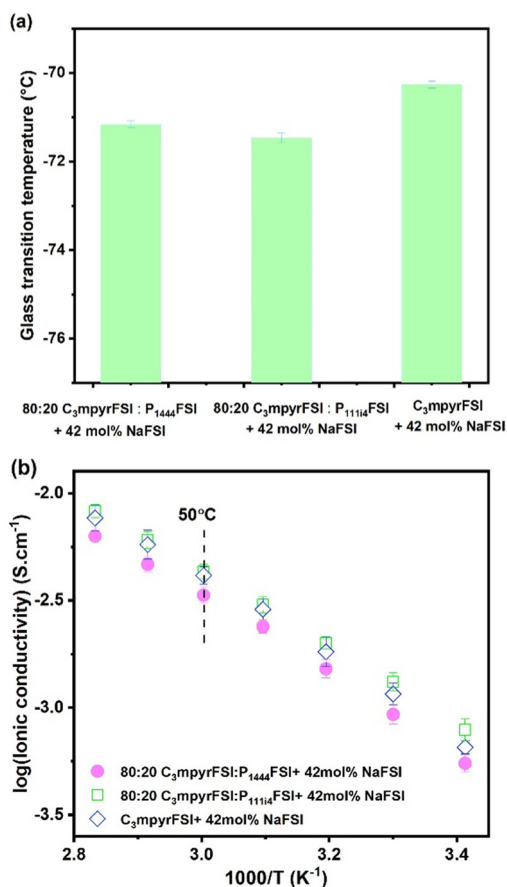 (a)
Glass transition temperature (°C)
-70
-72
-74
-76
80:20 C₃mpyrFSI : P₁₄₄₄FSI
+ 42 mol% NaFSI
80:20 C₃mpyrFSI : P₁₁₁ᵢ₄FSI
+ 42 mol% NaFSI
C₃mpyrFSI
+ 42 mol% NaFSI
(b)
log(Ionic conductivity) (S.cm⁻¹)
-2.0
-2.5
-3.0
-3.5
50°C
80:20 C₃mpyrFSI:P₁₄₄₄FSI+ 42mol% NaFSI
80:20 C₃mpyrFSI:P₁₁₁ᵢ₄FSI+ 42mol% NaFSI
C₃mpyrFSI+ 42mol% NaFSI
2.8
3.0
3.2
3.4
1000/T (K⁻¹)